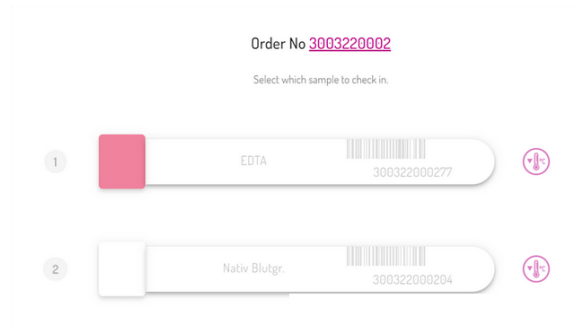 Order No 3003220002
Select which sample to check in.
1
EDTA
300322000277
°C
2
Nativ Blutgr.
300322000204
°C